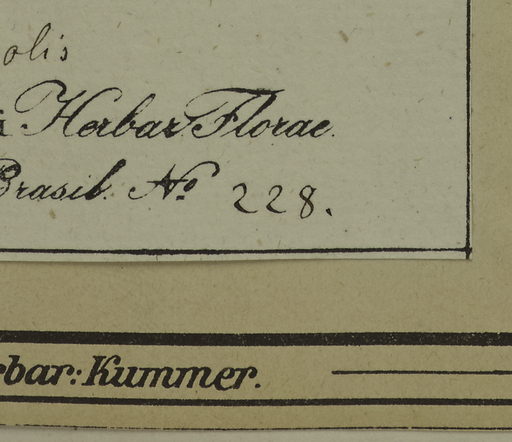 olis
i Herbar Florae
Brasil. No. 228.
rbar: Kummer.